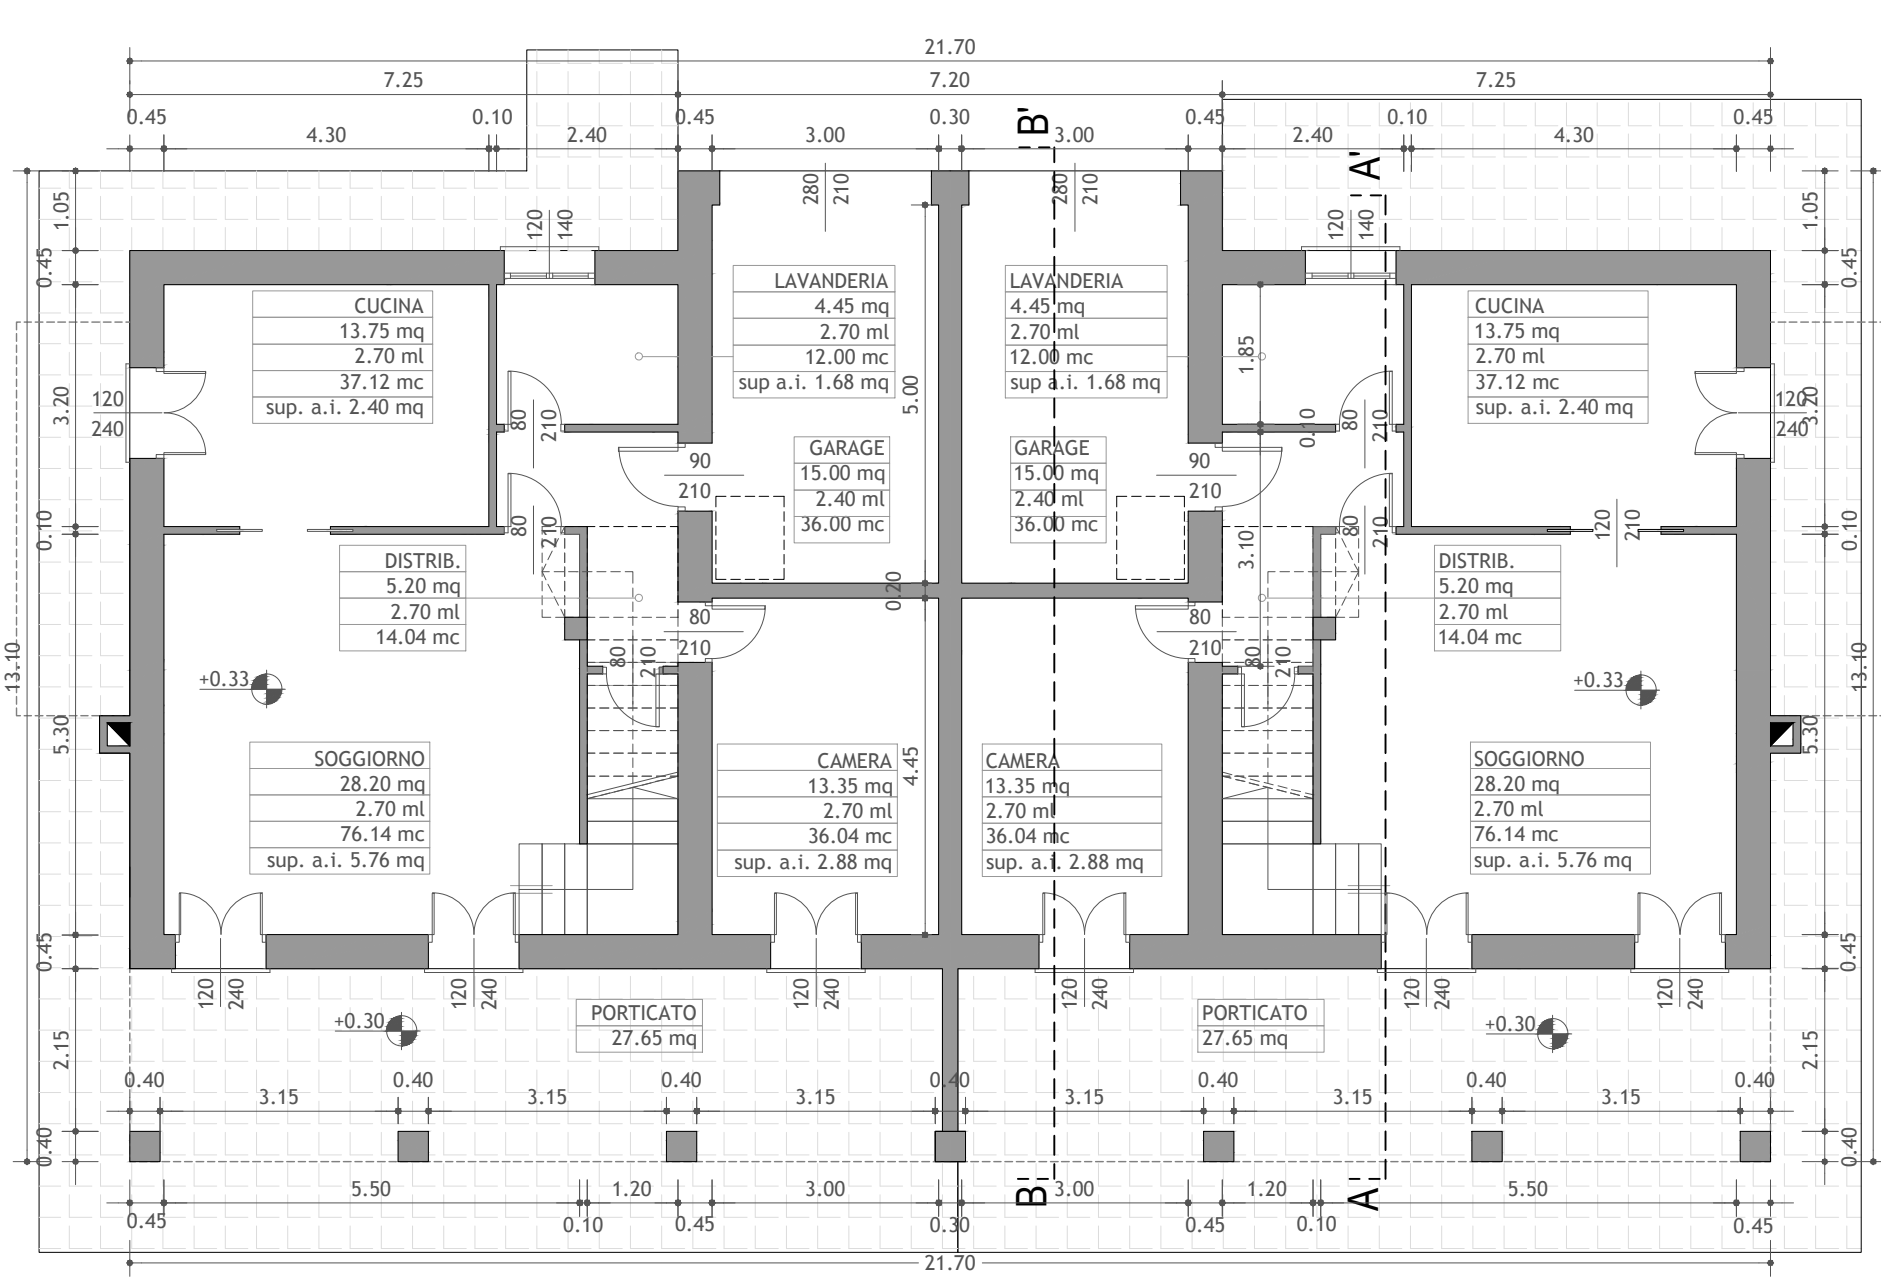 21.70
7.25 7.20 7.25
0.45 0.10 0.45 0.30 0.45 0.10 0.45
4.30 2.40 3.00 3.00 2.40 4.30
B' A'
280 210 280 210
120 140 120 140
1.05 1.05
0.45 0.45
CUCINA
13.75 mq
2.70 ml
37.12 mc
sup. a.i. 2.40 mq
LAVANDERIA
4.45 mq
2.70 ml
12.00 mc
sup a.i. 1.68 mq
LAVANDERIA
4.45 mq
2.70 ml
12.00 mc
sup a.i. 1.68 mq
CUCINA
13.75 mq
2.70 ml
37.12 mc
sup. a.i. 2.40 mq
3.20 120 240 5.00 1.85 120 240 3.20
80 210 0.10 80 210
GARAGE
15.00 mq
2.40 ml
36.00 mc
GARAGE
15.00 mq
2.40 ml
36.00 mc
90 210 90 210
0.10 80 210 3.10 80 210 120 210 0.10
DISTRIB.
5.20 mq
2.70 ml
14.04 mc
DISTRIB.
5.20 mq
2.70 ml
14.04 mc
0.20
80 210 80 210
80 210 80 210
13.10 13.10
+0.33 +0.33
5.30 4.45 5.30
SOGGIORNO
28.20 mq
2.70 ml
76.14 mc
sup. a.i. 5.76 mq
CAMERA
13.35 mq
2.70 ml
36.04 mc
sup. a.i. 2.88 mq
CAMERA
13.35 mq
2.70 ml
36.04 mc
sup. a.i. 2.88 mq
SOGGIORNO
28.20 mq
2.70 ml
76.14 mc
sup. a.i. 5.76 mq
0.45 0.45
120 240 120 240 120 240 120 240 120 240 120 240
PORTICATO
27.65 mq
PORTICATO
27.65 mq
+0.30 +0.30
2.15 2.15
0.40 0.40 0.40 0.40 0.40 0.40 0.40
3.15 3.15 3.15 3.15 3.15 3.15
0.40 0.40
B A
5.50 1.20 3.00 3.00 1.20 5.50
0.45 0.10 0.45 0.30 0.45 0.10 0.45
21.70